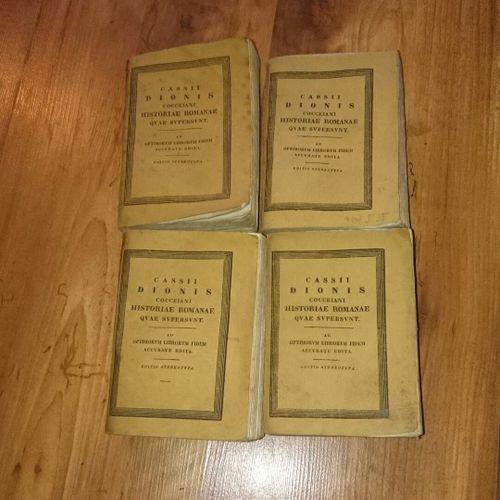 CASSII
DIONIS
COCCEIANI
HISTORIAE ROMANAE
QVAE SVPERSVNT.
AD
OPTIMORVM LIBRORVM FIDEM
ACCVRATE EDITA.
EDITIO STEREOTYPA
CASSII
DIONIS
COCCEIANI
HISTORIAE ROMANAE
QVAE SVPERSVNT.
AD
OPTIMORVM LIBRORVM FIDEM
ACCVRATE EDITA.
EDITIO STEREOTYPA
CASSII
DIONIS
COCCEIANI
HISTORIAE ROMANAE
QVAE SVPERSVNT.
AD
OPTIMORVM LIBRORVM FIDEM
ACCVRATE EDITA.
EDITIO STEREOTYPA.
CASSII
DIONIS
COCCEIANI
HISTORIAE ROMANAE
QVAE SVPERSVNT.
AD
OPTIMORVM LIBRORVM FIDEM
ACCVRATE EDITA.
EDITIO STEREOTYPA.